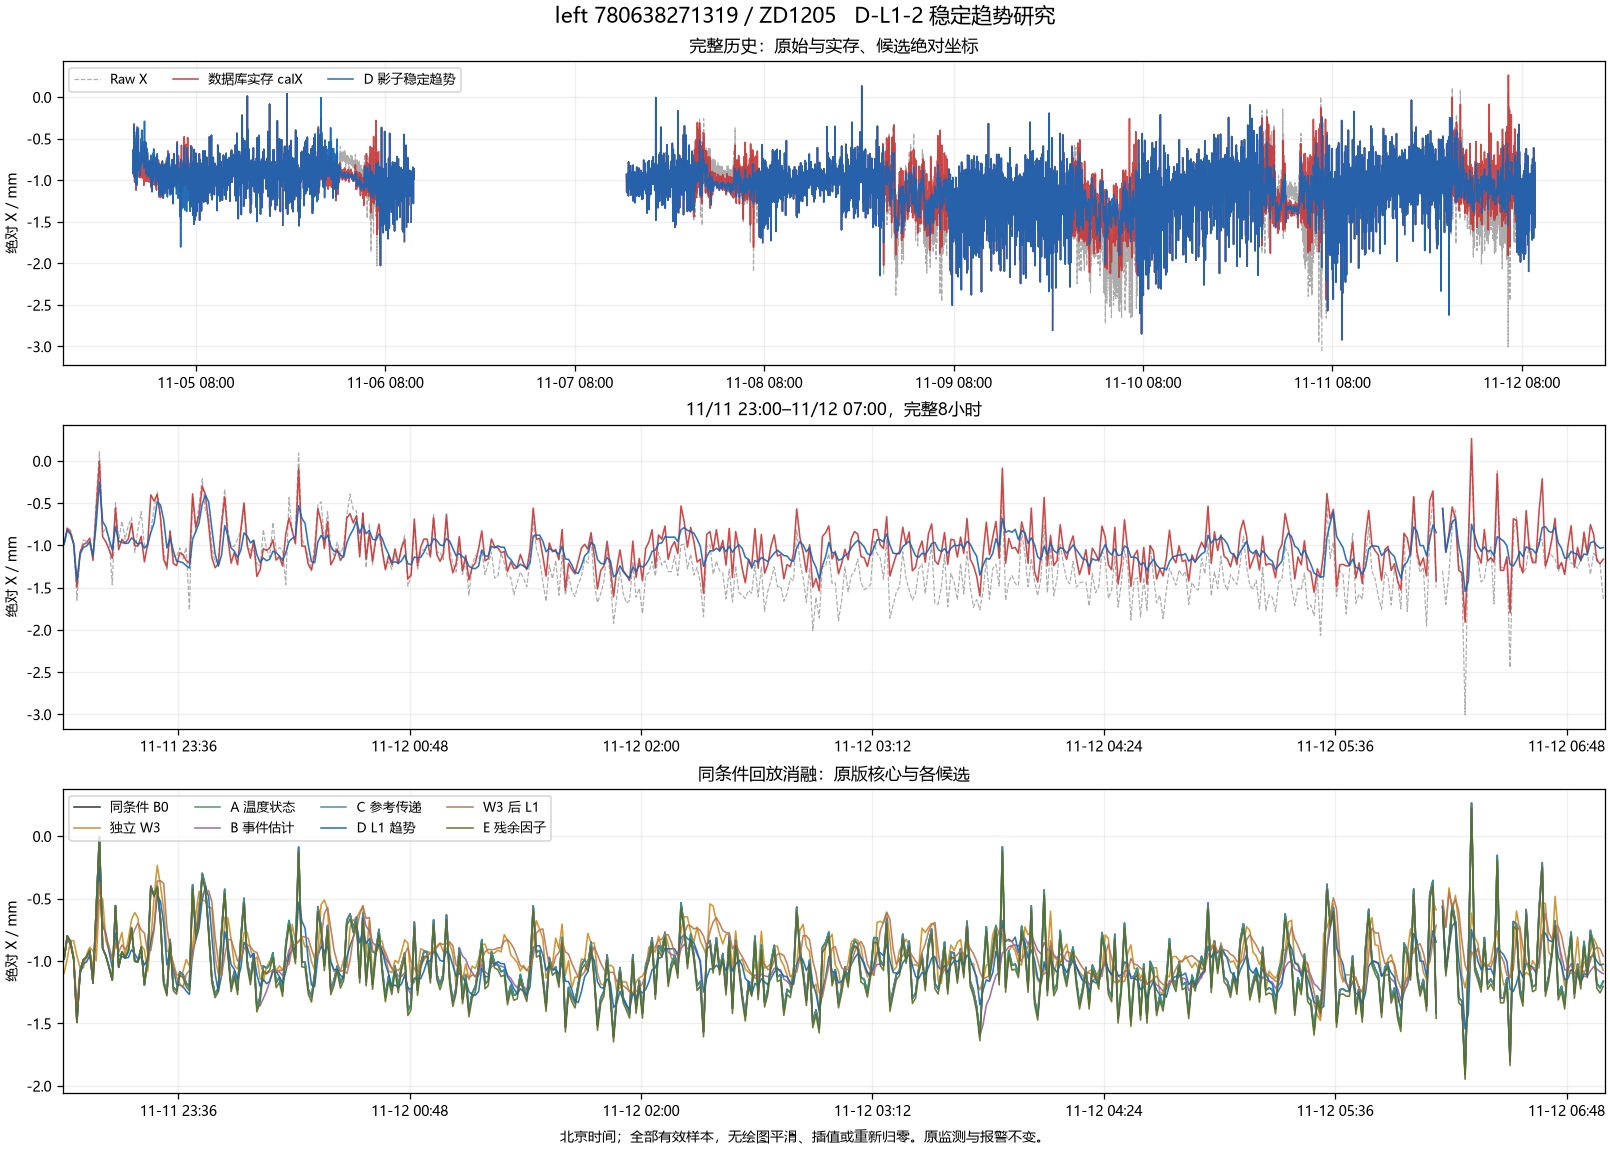 left 780638271319 / ZD1205   D-L1-2 稳定趋势研究
完整历史：原始与实存、候选绝对坐标
Raw X   数据库实存 calX   D 影子稳定趋势
绝对 X / mm
0.0
-0.5
-1.0
-1.5
-2.0
-2.5
-3.0
11-05 08:00   11-06 08:00   11-07 08:00   11-08 08:00   11-09 08:00   11-10 08:00   11-11 08:00   11-12 08:00
11/11 23:00–11/12 07:00，完整8小时
绝对 X / mm
0.0
-0.5
-1.0
-1.5
-2.0
-2.5
-3.0
11-11 23:36   11-12 00:48   11-12 02:00   11-12 03:12   11-12 04:24   11-12 05:36   11-12 06:48
同条件回放消融：原版核心与各候选
同条件 B0   A 温度状态   C 参考传递   W3 后 L1
独立 W3   B 事件估计   D L1 趋势   E 残余因子
绝对 X / mm
0.0
-0.5
-1.0
-1.5
-2.0
11-11 23:36   11-12 00:48   11-12 02:00   11-12 03:12   11-12 04:24   11-12 05:36   11-12 06:48
北京时间；全部有效样本，无绘图平滑、插值或重新归零。原监测与报警不变。